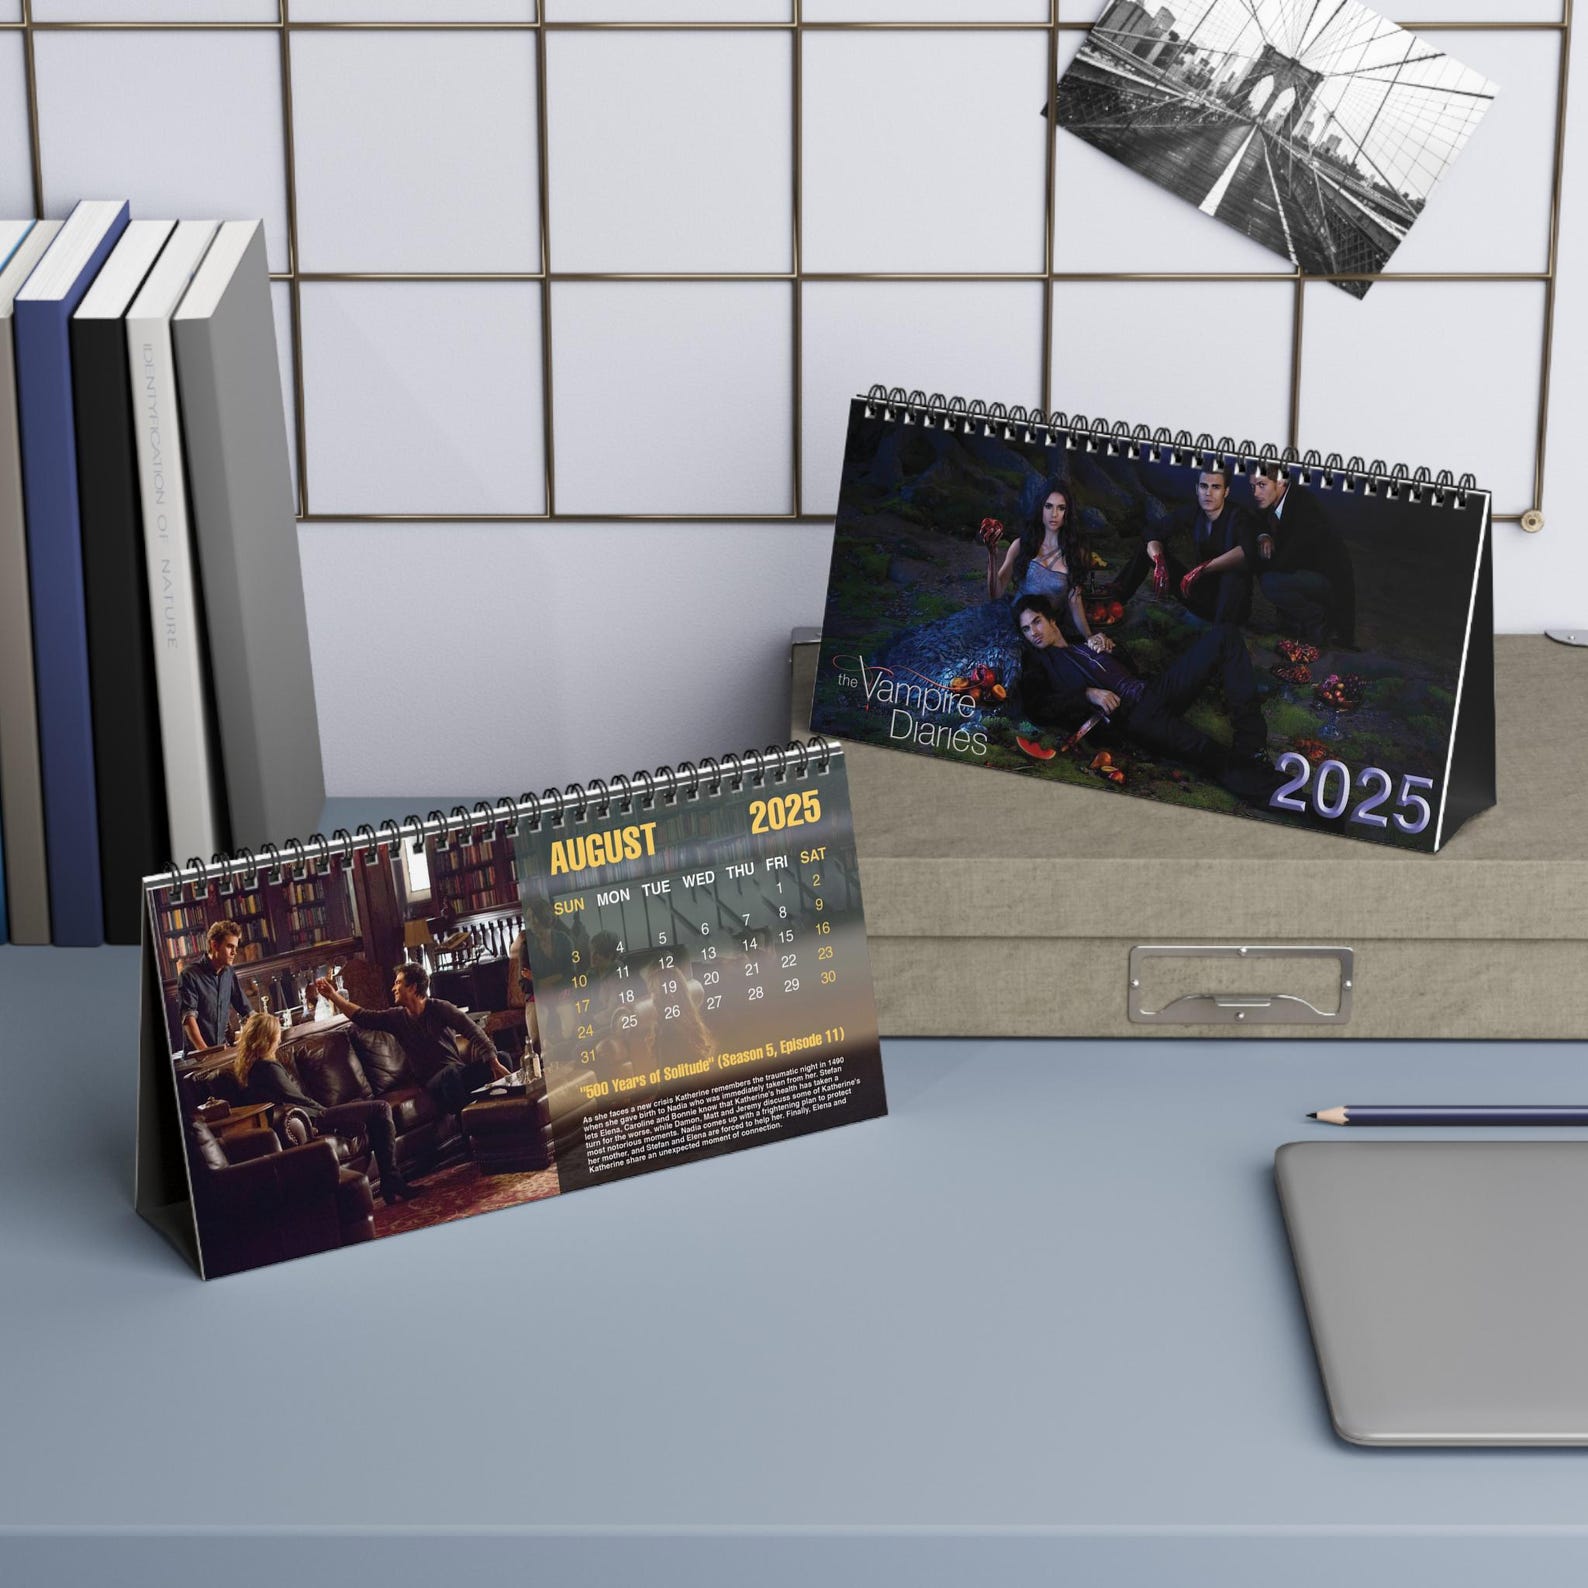 IDENTYFICATION OF NATURE
the Vampire
Diaries
2025
AUGUST 2025
SUN MON TUE WED THU FRI SAT
1 2
3 4 5 6 7 8 9
10 11 12 13 14 15 16
17 18 19 20 21 22 23
24 25 26 27 28 29 30
31
"500 Years of Solitude" (Season 5, Episode 11)
As she faces a new crisis Katherine remembers the traumatic night in 1490
when she gave birth to Nadia who was immediately taken from her. Stefan
lets Elena, Caroline and Bonnie know that Katherine's health has taken a
turn for the worse, while Damon, Matt and Jeremy discuss some of Katherine's
most notorious moments. Nadia comes up with a frightening plan to protect
her mother, and Stefan and Elena are forced to help her. Finally, Elena and
Katherine share an unexpected moment of connection.